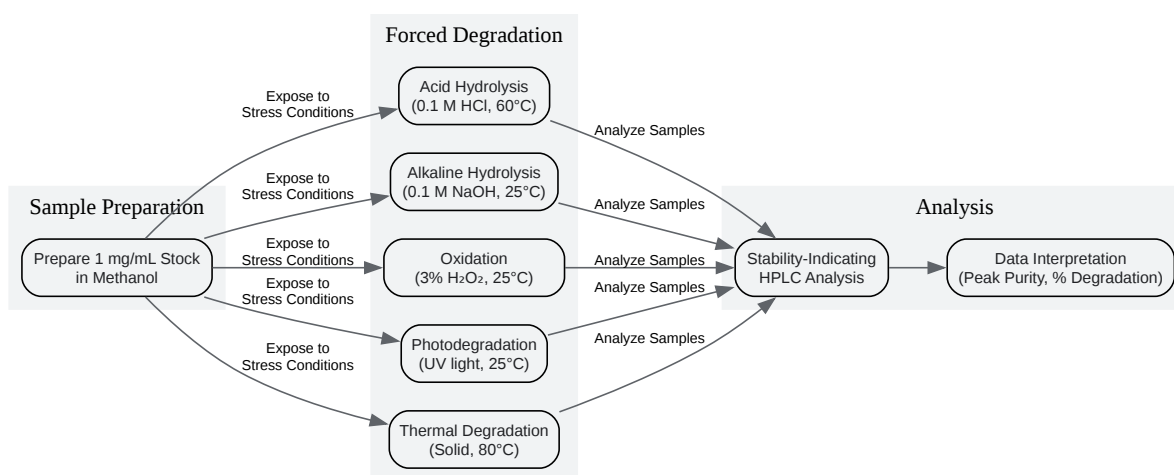 Forced Degradation
Acid Hydrolysis
(0.1 M HCl, 60°C)
Expose to
Stress Conditions
Analyze Samples
Alkaline Hydrolysis
(0.1 M NaOH, 25°C)
Expose to
Stress Conditions
Analyze Samples
Sample Preparation
Analysis
Prepare 1 mg/mL Stock
in Methanol
Expose to
Stress Conditions
Oxidation
(3% H₂O₂, 25°C)
Analyze Samples
Stability-Indicating
HPLC Analysis
Data Interpretation
(Peak Purity, % Degradation)
Expose to
Stress Conditions
Analyze Samples
Photodegradation
(UV light, 25°C)
Expose to
Stress Conditions
Analyze Samples
Thermal Degradation
(Solid, 80°C)